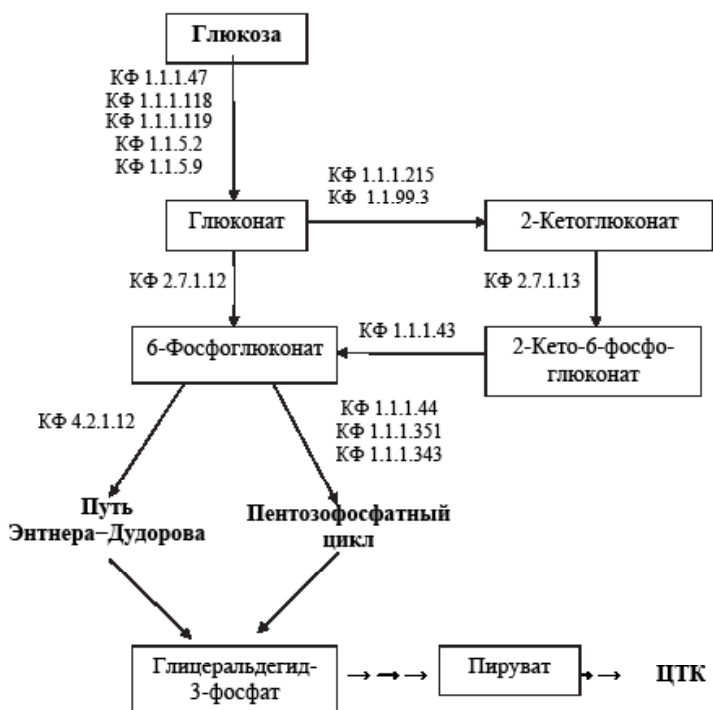 Глюкоза
КФ 1.1.1.47
КФ 1.1.1.118
КФ 1.1.1.119
КФ 1.1.5.2
КФ 1.1.5.9
КФ 1.1.1.215
КФ 1.1.99.3
Глюконат
2-Кетоглюконат
КФ 2.7.1.12
КФ 2.7.1.13
6-Фосфоглюконат
КФ 1.1.1.43
2-Кето-6-фосфо-
глюконат
КФ 4.2.1.12
КФ 1.1.1.44
КФ 1.1.1.351
КФ 1.1.1.343
Путь
Энтнера–Дудорова
Пентозофосфатный
цикл
Глицеральдегид-
3-фосфат
Пируват
ЦТК